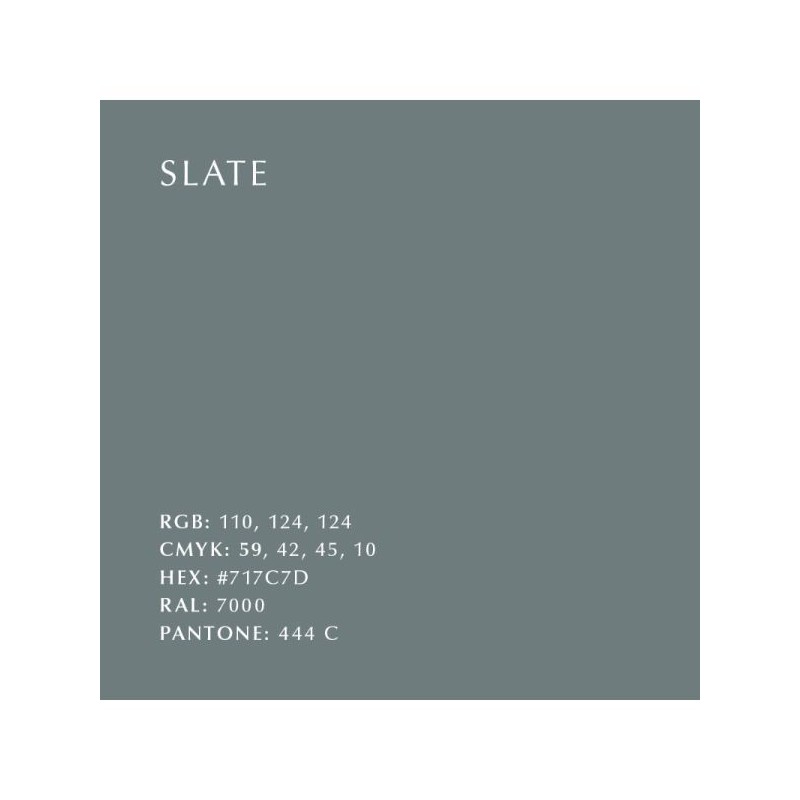 SLATE
RGB: 110, 124, 124
CMYK: 59, 42, 45, 10
HEX: #717C7D
RAL: 7000
PANTONE: 444 C